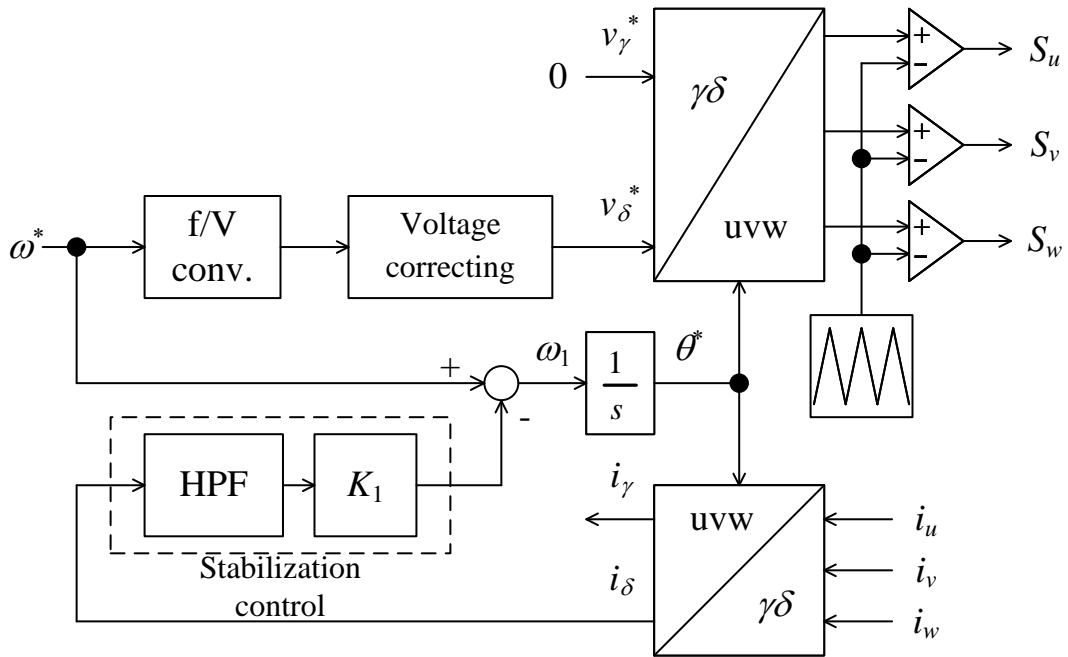 v_γ^*
0
γδ
uvw
+
-
S_u
+
-
S_v
+
-
S_w
ω^*
f/V
conv.
Voltage
correcting
v_δ^*
+
-
ω_1
1
s
θ^*
HPF
K_1
Stabilization
control
i_γ
i_δ
uvw
γδ
i_u
i_v
i_w